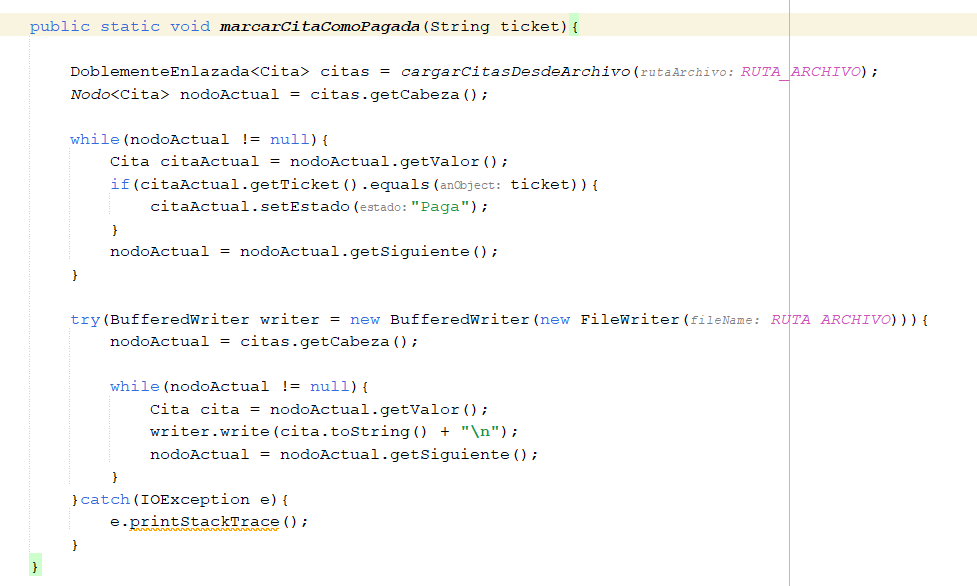 public static void marcarCitaComoPagada(String ticket){
DoblementeEnlazada<Cita> citas = cargarCitasDesdeArchivo(rutaArchivo: RUTA_ARCHIVO);
Nodo<Cita> nodoActual = citas.getCabeza();
while(nodoActual != null){
Cita citaActual = nodoActual.getValor();
if(citaActual.getTicket().equals(anObject: ticket)){
citaActual.setEstado(estado:"Paga");
}
nodoActual = nodoActual.getSiguiente();
}
try(BufferedWriter writer = new BufferedWriter(new FileWriter(fileName: RUTA_ARCHIVO))){
nodoActual = citas.getCabeza();
while(nodoActual != null){
Cita cita = nodoActual.getValor();
writer.write(cita.toString() + "\n");
nodoActual = nodoActual.getSiguiente();
}
}catch(IOException e){
e.printStackTrace();
}
}